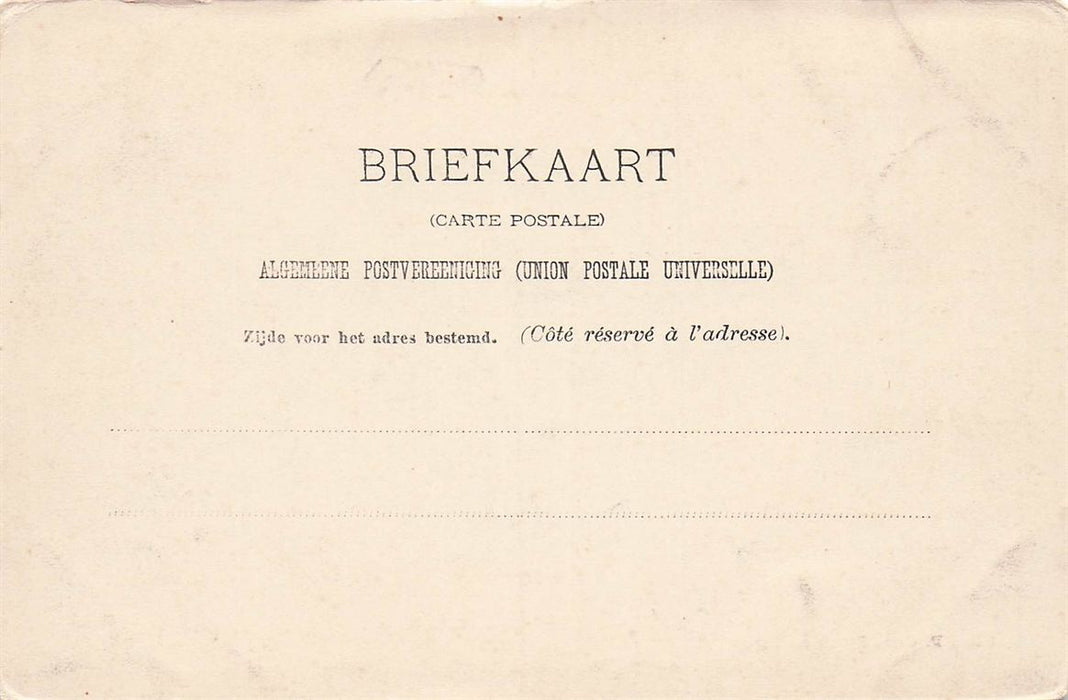 BRIEFKAART
(CARTE POSTALE)
ALGEMEENE POSTVEREENIGING (UNION POSTALE UNIVERSELLE)
Zijde voor het adres bestemd. (Côté réservé à l'adresse).